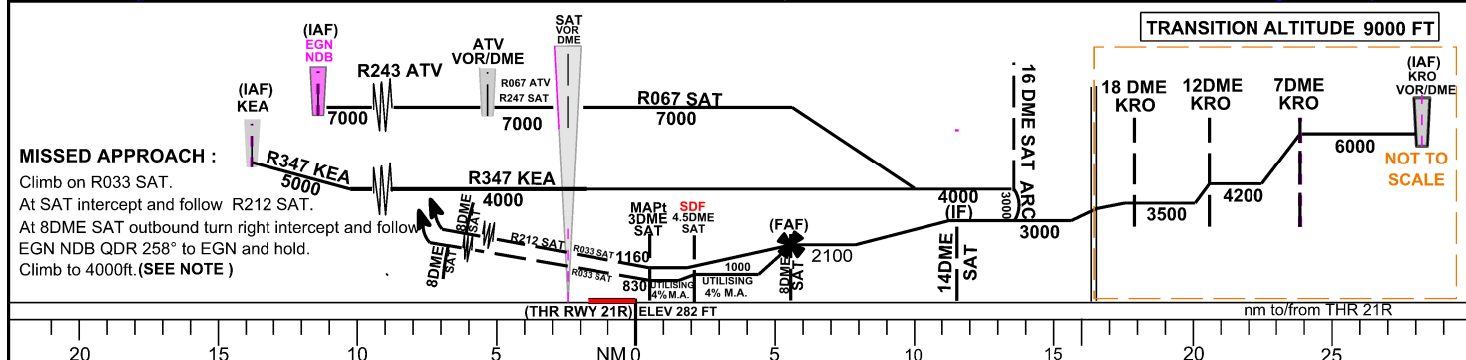 TRANSITION ALTITUDE 9000 FT
(IAF)
EGN
NDB
ATV
VOR/DME
SAT
VOR
DME
(IAF)
KEA
R243 ATV
7000
R067 ATV
R247 SAT
7000
R067 SAT
7000
16 DME SAT ARC
18 DME
KRO
12DME
KRO
7DME
KRO
(IAF)
KRO
VOR/DME
6000
NOT TO
SCALE
R347 KEA
5000
R347 KEA
4000
4000
(IF)
3000
3500
4200
MISSED APPROACH :
Climb on R033 SAT.
At SAT intercept and follow R212 SAT.
At 8DME SAT outbound turn right intercept and follow
EGN NDB QDR 258° to EGN and hold.
Climb to 4000ft.(SEE NOTE )
8DME
SAT
8DME
SAT
R212 SAT
R033 SAT
R033 SAT
MAPt
3DME
SAT
SDF
4.5DME
SAT
(FAF)
1160
830
1000
UTILISING
4% M.A.
UTILISING
4% M.A.
8DME
SAT
2100
14DME
SAT
(THR RWY 21R)
ELEV 282 FT
nm to/from THR 21R
20 15 10 5 NM 0 5 10 15 20 25